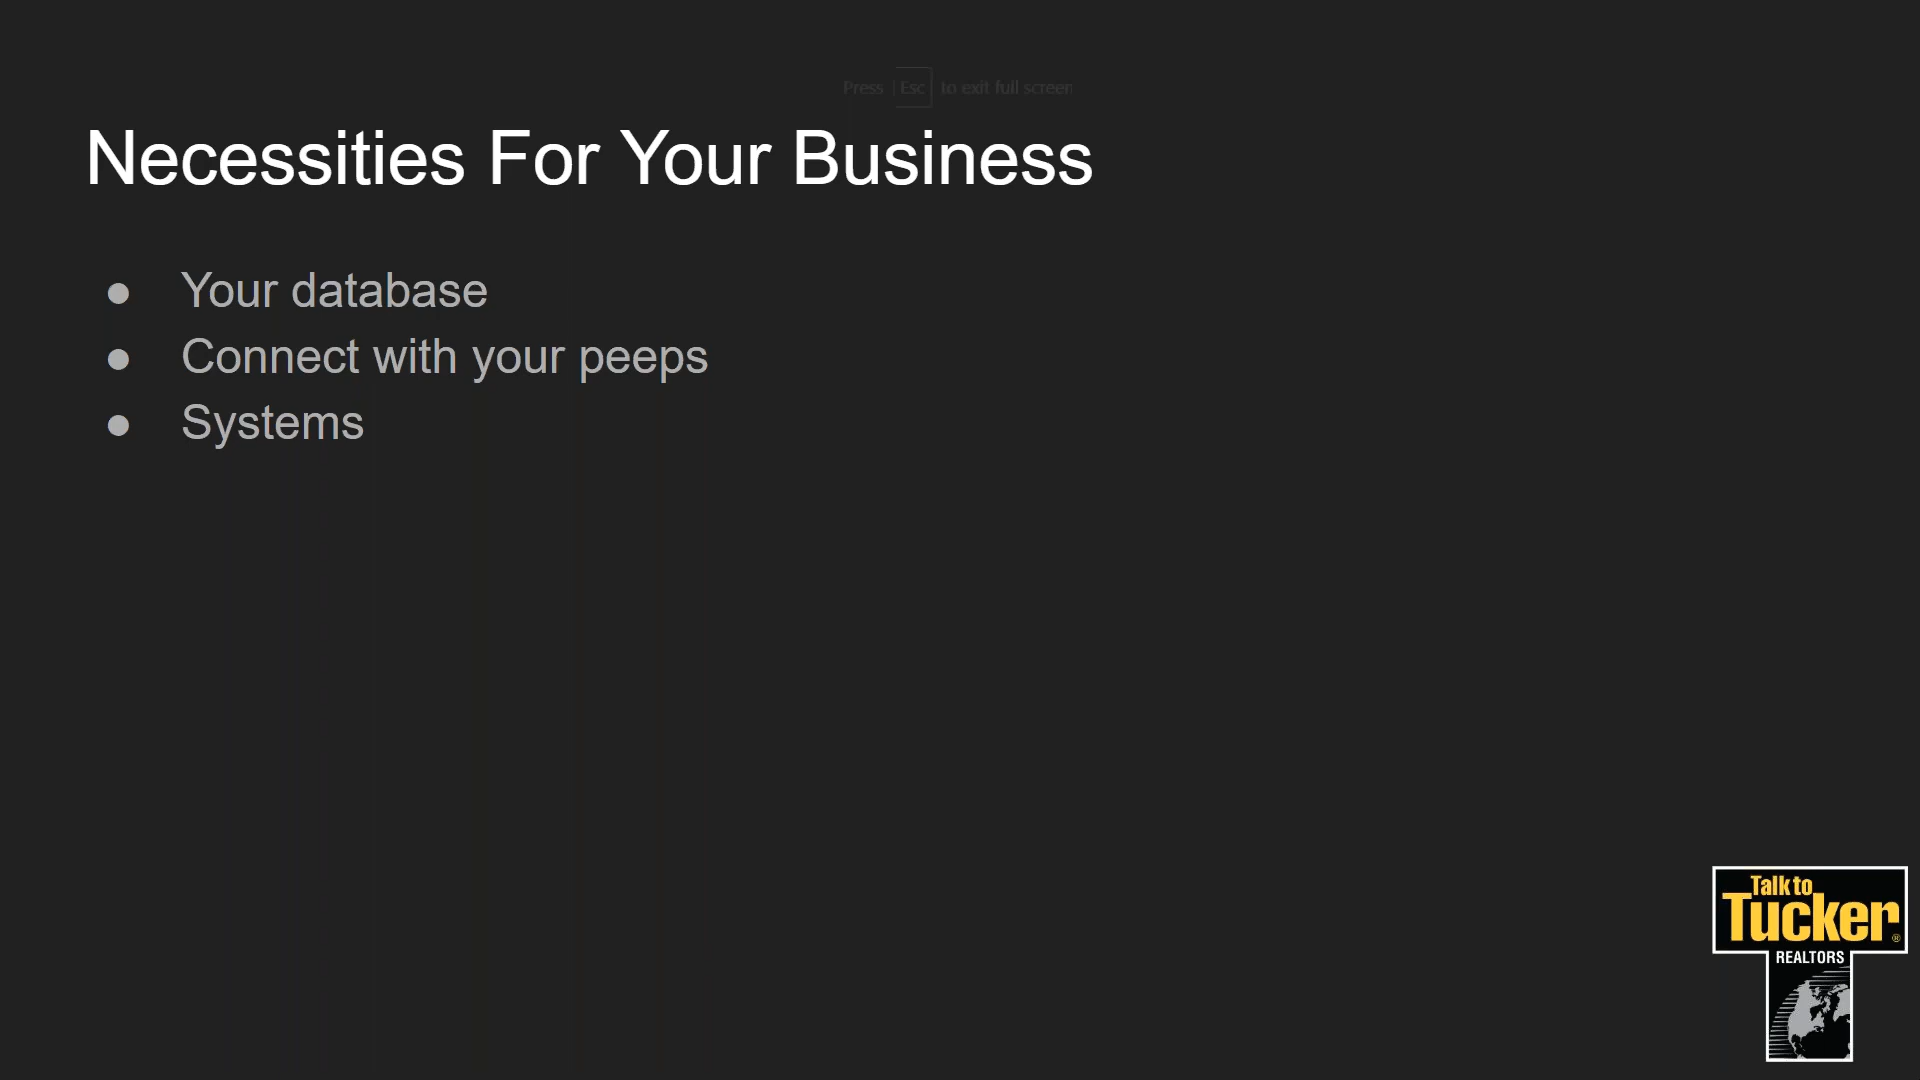 Press Esc to exit full screen
Necessities For Your Business
● Your database
● Connect with your peeps
● Systems
Talk to
Tucker®
REALTORS